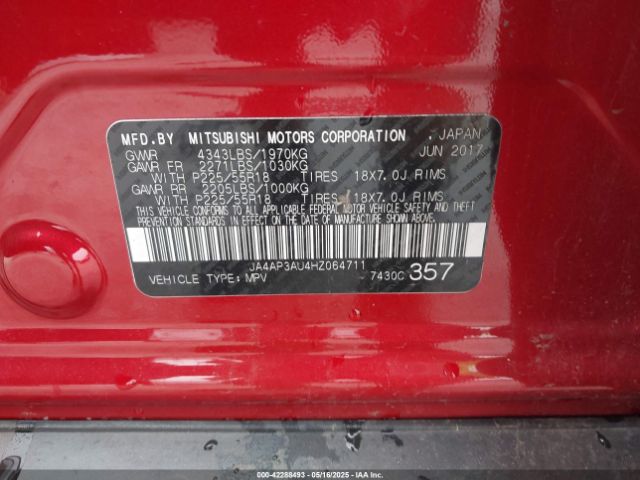 MFD.BY MITSUBISHI MOTORS CORPORATION . JAPAN
GVWR 4343LBS/1970KG JUN 2017
GAWR FR 2271LBS/1030KG
WITH P225/55R18 TIRES 18X7.0J RIMS
GAWR RR 2205LBS/1000KG
WITH P225/55R18 TIRES 18X7.0J RIMS
THIS VEHICLE CONFORMS TO ALL APPLICABLE FEDERAL MOTOR VEHICLE SAFETY AND THEFT
PREVENTION STANDARDS IN EFFECT ON THE DATE OF MANUFACTURE SHOWN ABOVE.
JA4AP3AU4HZ064711
VEHICLE TYPE: MPV 7430C 357
000-42288493 - 05/16/2025 - IAAI.COM